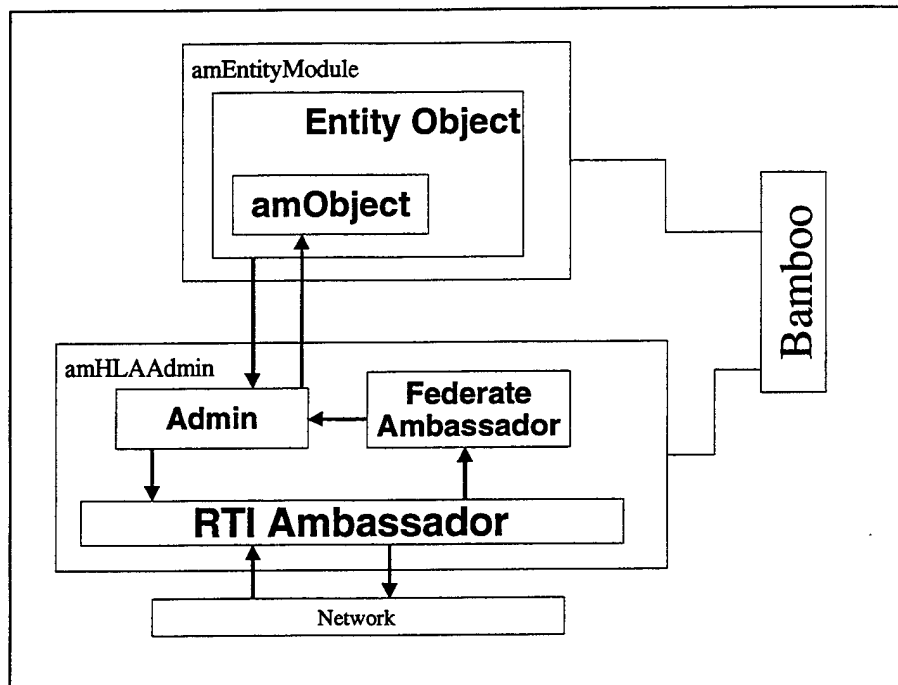 amEntityModule
Entity Object
amObject
Bamboo
amHLAAdmin
Admin
Federate
Ambassador
RTI Ambassador
Network